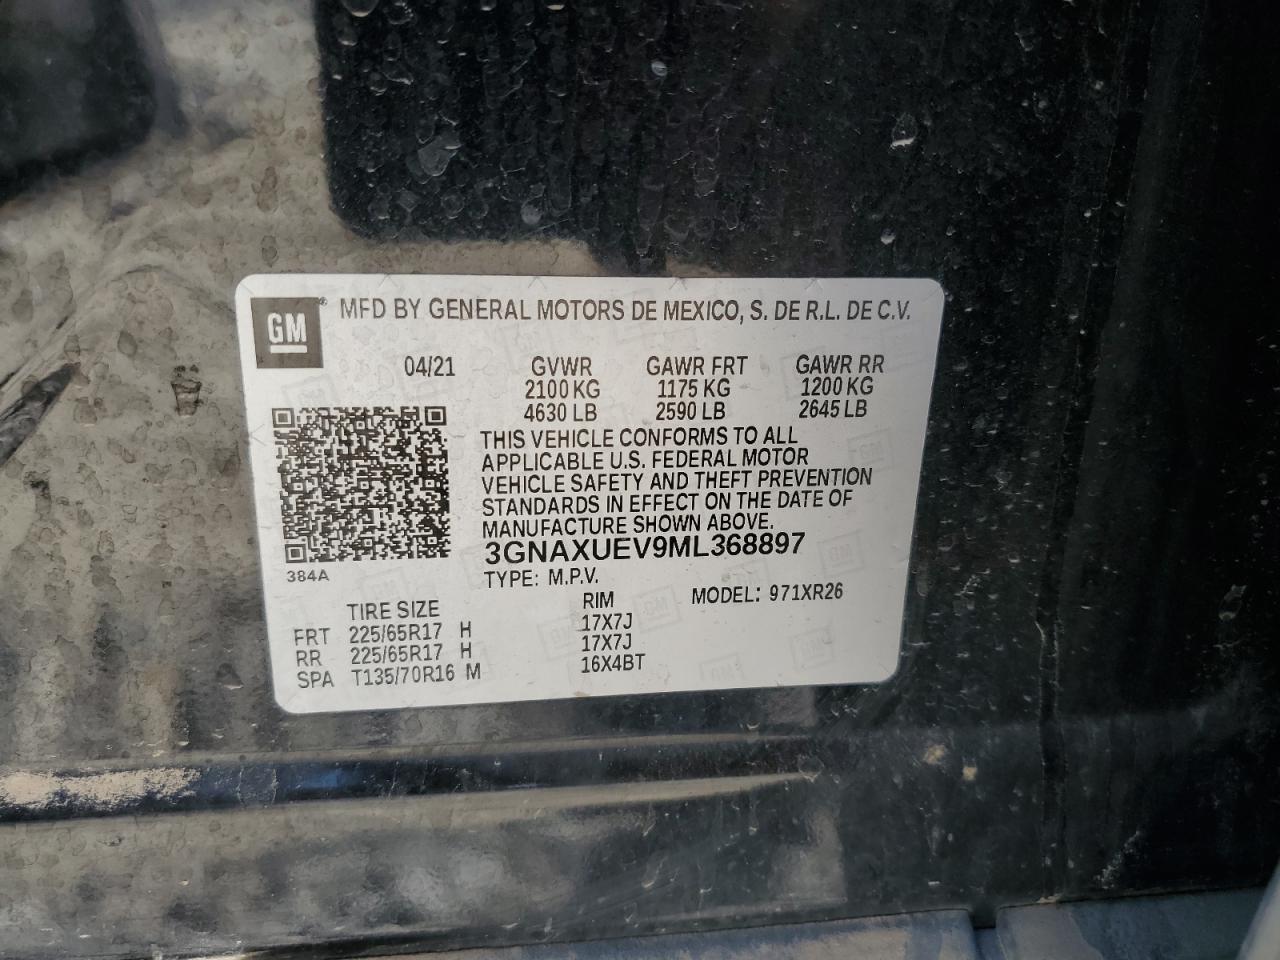 GM® MFD BY GENERAL MOTORS DE MEXICO, S. DE R.L. DE C.V.
04/21 GVWR GAWR FRT GAWR RR
2100 KG 1175 KG 1200 KG
4630 LB 2590 LB 2645 LB
THIS VEHICLE CONFORMS TO ALL
APPLICABLE U.S. FEDERAL MOTOR
VEHICLE SAFETY AND THEFT PREVENTION
STANDARDS IN EFFECT ON THE DATE OF
MANUFACTURE SHOWN ABOVE.
3GNAXUEV9ML368897
384A
TYPE: M.P.V.
MODEL: 971XR26
TIRE SIZE RIM
FRT 225/65R17 H 17X7J
RR 225/65R17 H 17X7J
SPA T135/70R16 M 16X4BT